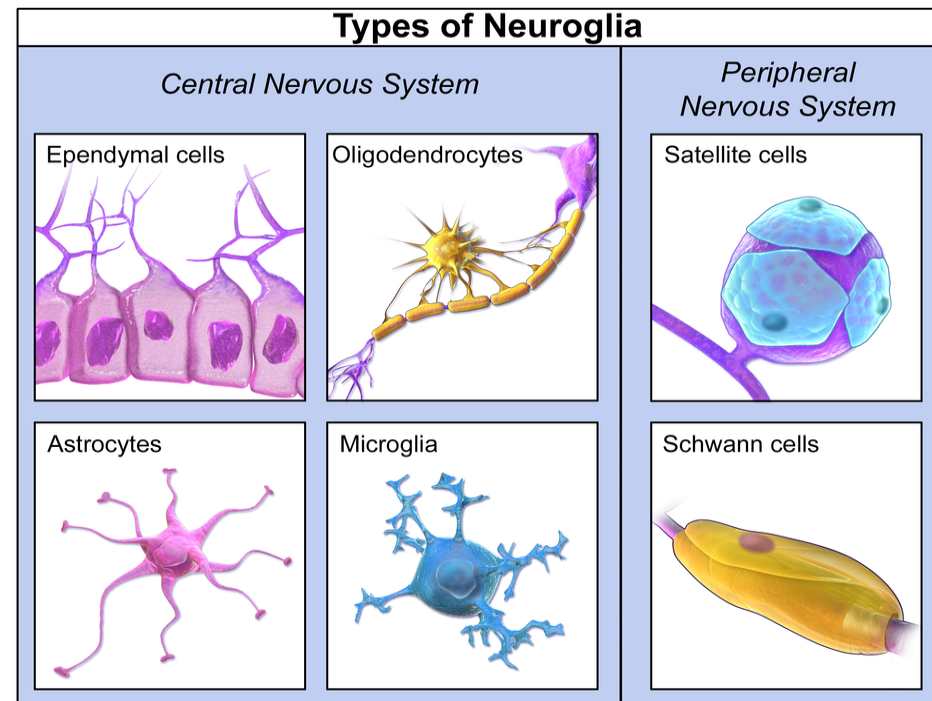 Types of Neuroglia
Central Nervous System
Peripheral
Nervous System
Ependymal cells
Oligodendrocytes
Satellite cells
Astrocytes
Microglia
Schwann cells